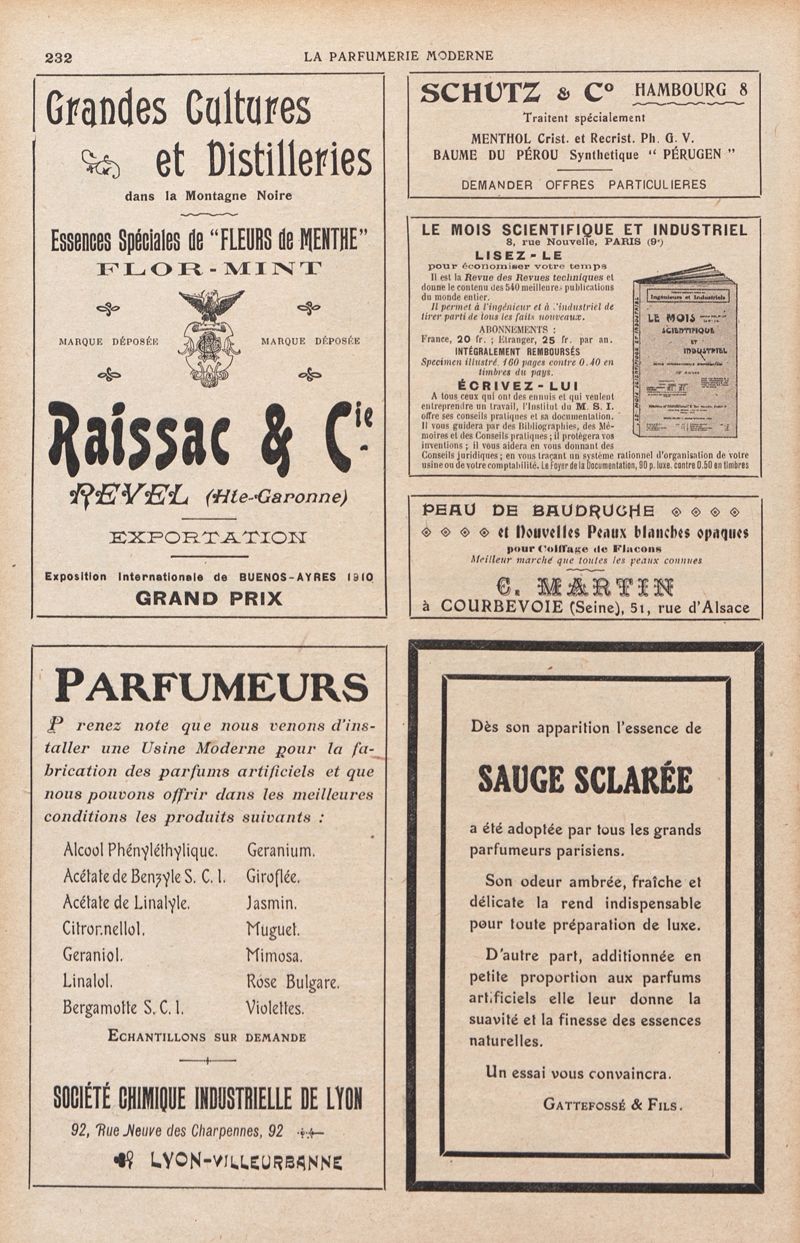 232
LA PARFUMERIE MODERNE
Grandes Cultures
et Distilleries
dans la Montagne Noire
Essences Spéciales de "FLEURS de MENTHE"
FLOR-MINT
MARQUE DÉPOSÉE
MARQUE DÉPOSÉE
Raissac & Cie
REVEL (Hte-Garonne)
EXPORTATION
Exposition Internationale de BUENOS-AYRES 1910
GRAND PRIX
SCHUTZ & Co HAMBOURG 8
Traitent spécialement
MENTHOL Crist. et Recrist. Ph. G. V.
BAUME DU PÉROU Synthetique " PÉRUGEN "
DEMANDER OFFRES PARTICULIERES
LE MOIS SCIENTIFIQUE ET INDUSTRIEL
8, rue Nouvelle, PARIS (9e)
LISEZ-LE
pour économiser votre temps
Il est la Revue des Revues techniques et
donne le contenu des 540 meilleures publications
du monde entier.
Il permet à l'ingénieur et à l'industriel de
tirer parti de tous les faits nouveaux.
ABONNEMENTS :
France, 20 fr. ; Etranger, 25 fr. par an.
INTÉGRALEMENT REMBOURSÉS
Specimen illustré, 160 pages contre 0.40 en
timbres du pays.
ÉCRIVEZ-LUI
A tous ceux qui ont des ennuis et qui veulent
entreprendre un travail, l'Institut du M. S. I.
offre ses conseils pratiques et sa documentation.
Il vous guidera par des Bibliographies, des Mé-
moires et des Conseils pratiques ; il protégera vos
inventions ; il vous aidera en vous donnant des
Conseils juridiques ; en vous traçant un système rationnel d'organisation de votre
usine ou de votre comptabilité. Le Foyer de la Documentation, 90 p. luxe. contre 0.50 en timbres
Ingénieurs et Industriels
LE MOIS
SCIENTIFIQUE
ET
INDUSTRIEL
PEAU DE BAUDRUCHE
et Nouvelles Peaux blanches opaques
pour Coiffage de Flacons
Meilleur marché que toutes les peaux connues
C. MARTIN
à COURBEVOIE (Seine), 51, rue d'Alsace
PARFUMEURS
P renez note que nous venons d'ins-
taller une Usine Moderne pour la fa-
brication des parfums artificiels et que
nous pouvons offrir dans les meilleures
conditions les produits suivants :
Alcool Phényléthylique. Geranium.
Acétate de Benzyle S. C. I. Giroflée.
Acétate de Linalyle. Jasmin.
Citronnellol. Muguet.
Geraniol. Mimosa.
Linalol. Rose Bulgare.
Bergamotte S. C. I. Violettes.
ECHANTILLONS SUR DEMANDE
SOCIÉTÉ CHIMIQUE INDUSTRIELLE DE LYON
92, Rue Neuve des Charpennes, 92
LYON-VILLEURBANNE
Dès son apparition l'essence de
SAUGE SCLARÉE
a été adoptée par tous les grands
parfumeurs parisiens.
Son odeur ambrée, fraîche et
délicate la rend indispensable
pour toute préparation de luxe.
D'autre part, additionnée en
petite proportion aux parfums
artificiels elle leur donne la
suavité et la finesse des essences
naturelles.
Un essai vous convaincra.
GATTEFOSSÉ & FILS.